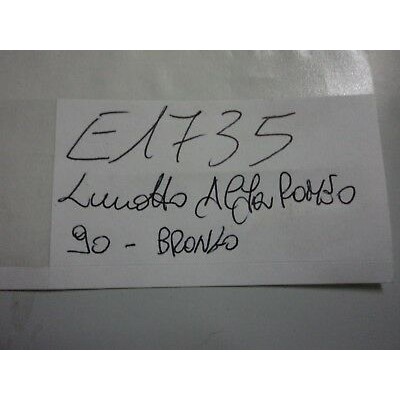 E1735
Lunotto Alfa Romeo
90 - BRONZO